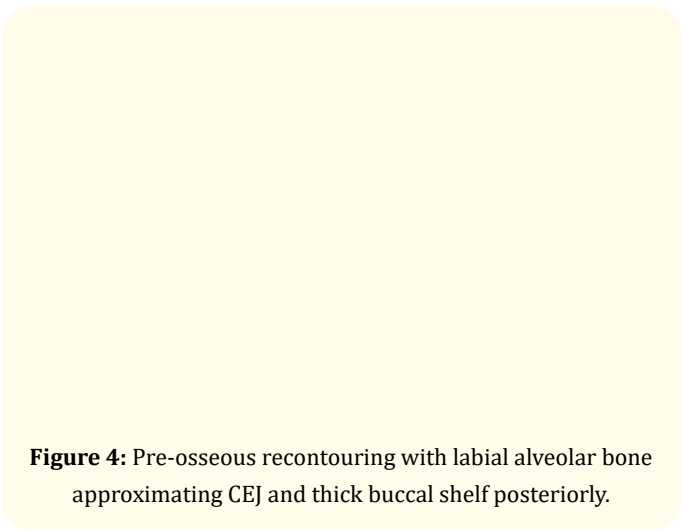 Figure 4: Pre-osseous recontouring with labial alveolar bone
approximating CEJ and thick buccal shelf posteriorly.